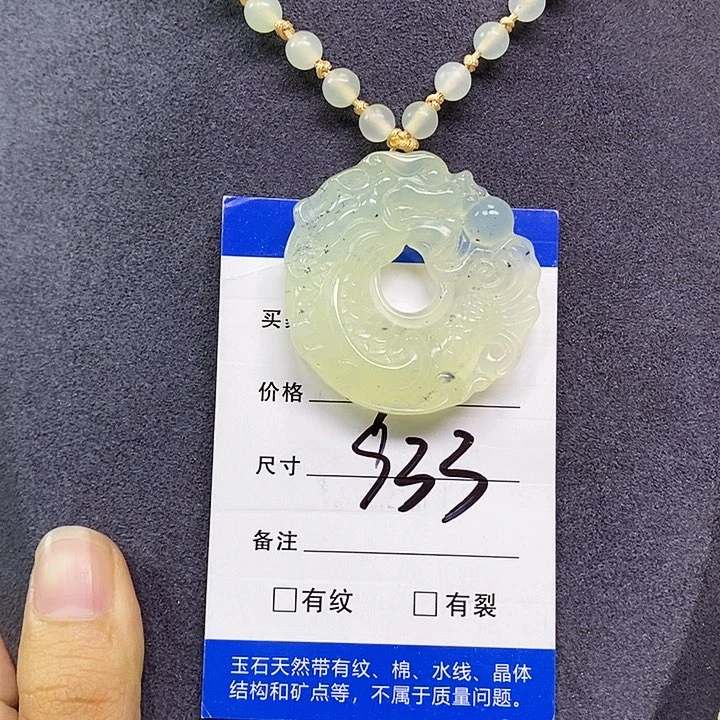 买
价格
尺寸 933
备注
□有纹 □有裂
玉石天然带有纹、棉、水线、晶体
结构和矿点等，不属于质量问题。